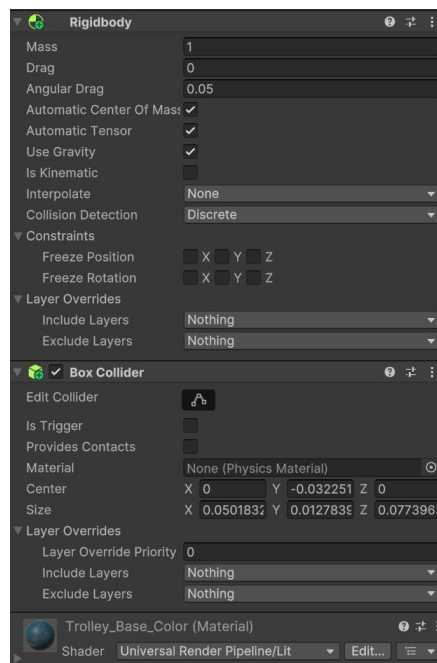 Rigidbody
Mass 1
Drag 0
Angular Drag 0.05
Automatic Center Of Mass
Automatic Tensor
Use Gravity
Is Kinematic
Interpolate None
Collision Detection Discrete
Constraints
Freeze Position X Y Z
Freeze Rotation X Y Z
Layer Overrides
Include Layers Nothing
Exclude Layers Nothing
Box Collider
Edit Collider
Is Trigger
Provides Contacts
Material None (Physics Material)
Center X 0 Y -0.032251 Z 0
Size X 0.0501832 Y 0.0127839 Z 0.0773963
Layer Overrides
Layer Override Priority 0
Include Layers Nothing
Exclude Layers Nothing
Trolley_Base_Color (Material)
Shader Universal Render Pipeline/Lit Edit...